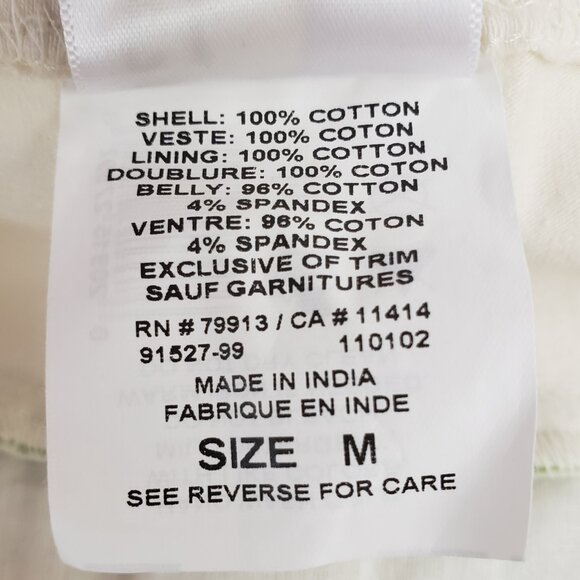 SHELL: 100% COTTON
VESTE: 100% COTON
LINING: 100% COTTON
DOUBLURE: 100% COTON
BELLY: 96% COTTON
4% SPANDEX
VENTRE: 96% COTON
4% SPANDEX
EXCLUSIVE OF TRIM
SAUF GARNITURES
RN # 79913 / CA # 11414
91527-99 110102
MADE IN INDIA
FABRIQUE EN INDE
SIZE M
SEE REVERSE FOR CARE